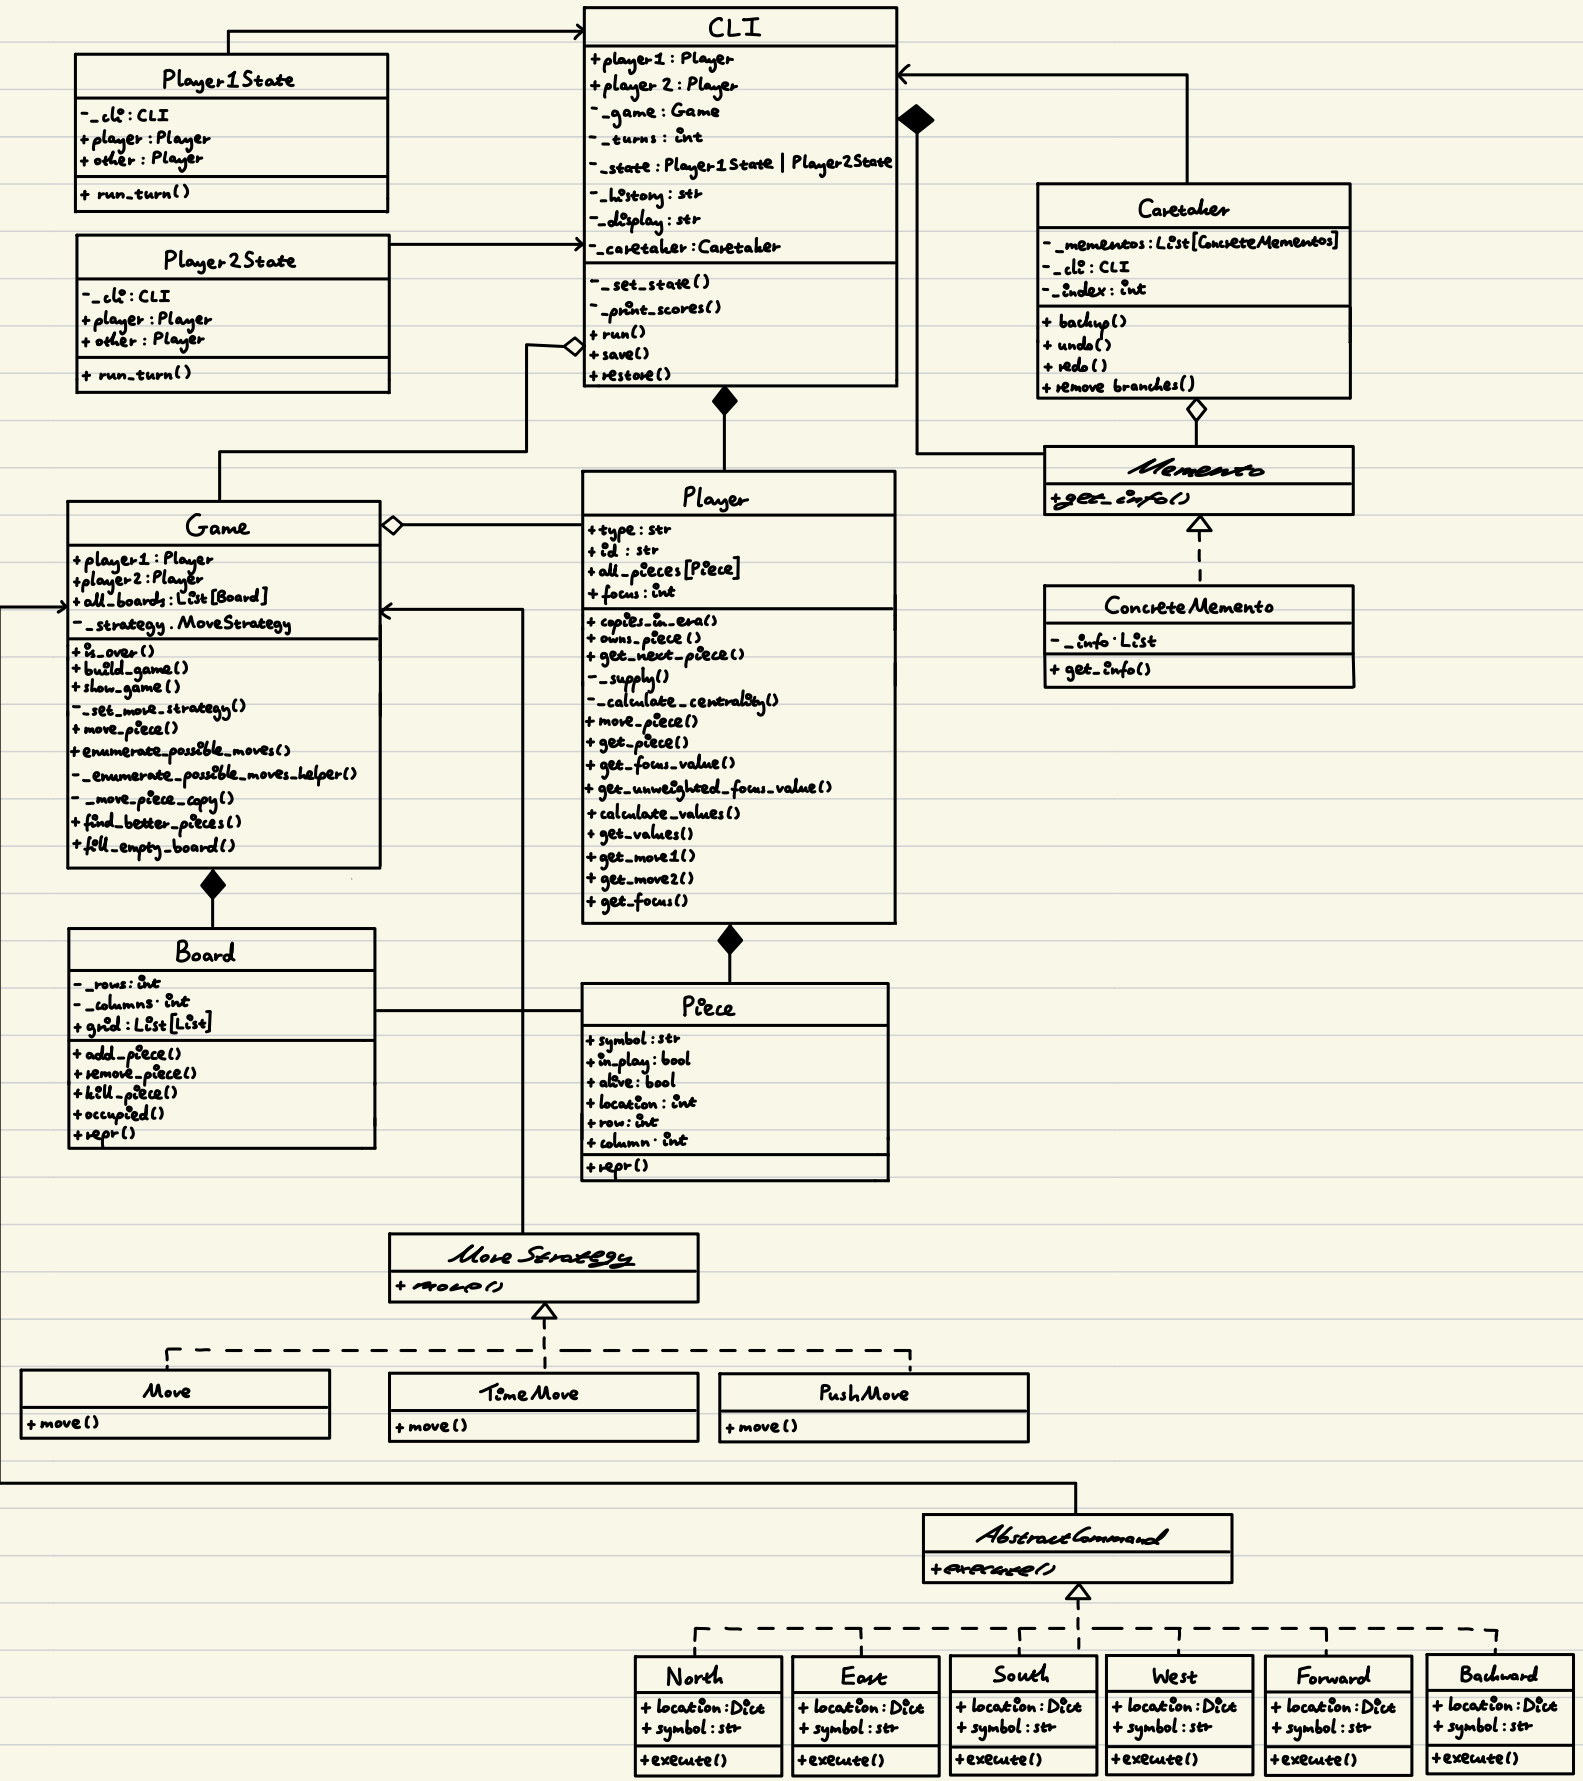 CLI
+player1 : Player
+player 2 : Player
-_game : Game
-_turns : int
-_state : Player1State | Player2State
-_history : str
-_display : str
-_caretaker : Caretaker
-_set_state()
-_print_scores()
+ run()
+ save()
+ restore()
Player1State
-_cli : CLI
+ player : Player
+ other : Player
+ run_turn()
Player2State
-_cli : CLI
+ player : Player
+ other : Player
+ run_turn()
Caretaker
-_mementos : List[ConcreteMementos]
-_cli : CLI
-_index : int
+ backup()
+ undo()
+ redo()
+ remove branches()
Memento
+get_info()
ConcreteMemento
-_info · List
+ get_info()
Game
+ player1 : Player
+player2 : Player
+ all_boards : List[Board]
-_strategy . MoveStrategy
+ is_over()
+ build_game()
+ show_game()
-_set_move_strategy()
+ move_piece()
+ enumerate_possible_moves()
-_enumerate_possible_moves_helper()
- _move_piece_copy()
+ find_better_pieces()
+ fill_empty_board()
Player
+ type : str
+ id : str
+ all_pieces[Piece]
+ focus : int
+ copies_in_era()
+ owns_piece()
+ get_next_piece()
-_supply()
-_calculate_centrality()
+ move_piece()
+ get_piece()
+ get_focus_value()
+ get_unweighted_focus_value()
+ calculate_values()
+ get_values()
+ get_move1()
+ get_move2()
+ get_focus()
Board
-_rows : int
-_columns · int
+ grid : List[List]
+ add_piece()
+ remove_piece()
+ kill_piece()
+ occupied()
+ repr()
Piece
+ symbol : str
+ in_play : bool
+ alive : bool
+ location : int
+ row : int
+ column · int
+ repr()
Move Strategy
+ move()
Move
+ move()
TimeMove
+ move()
PushMove
+ move()
AbstractCommand
+execute()
North
+ location : Dict
+ symbol : str
+execute()
East
+ location : Dict
+ symbol : str
+execute()
South
+ location : Dict
+ symbol : str
+execute()
West
+ location : Dict
+ symbol : str
+execute()
Forward
+ location : Dict
+ symbol : str
+execute()
Backward
+ location : Dict
+ symbol : str
+execute()